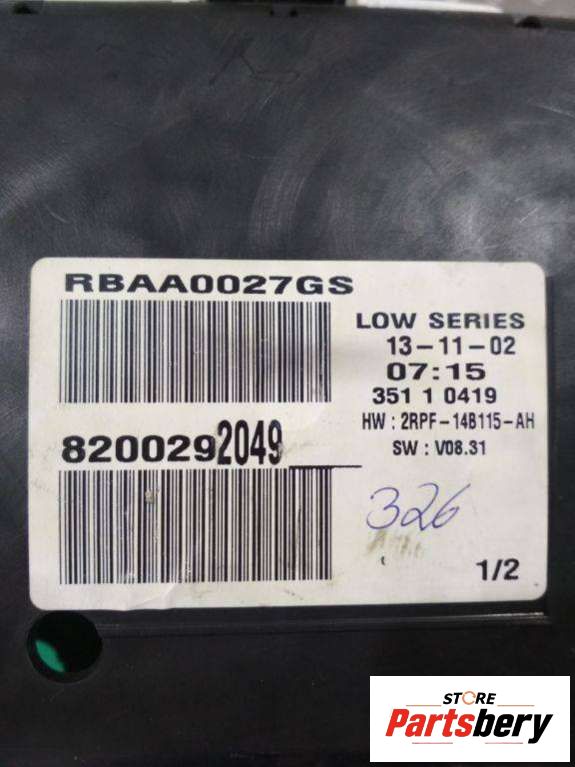 RBAA0027GS
LOW SERIES
13-11-02
07:15
351 1 0419
HW : 2RPF-14B115-AH
SW : V08.31
8200292049
326
1/2
STORE
Partsbery